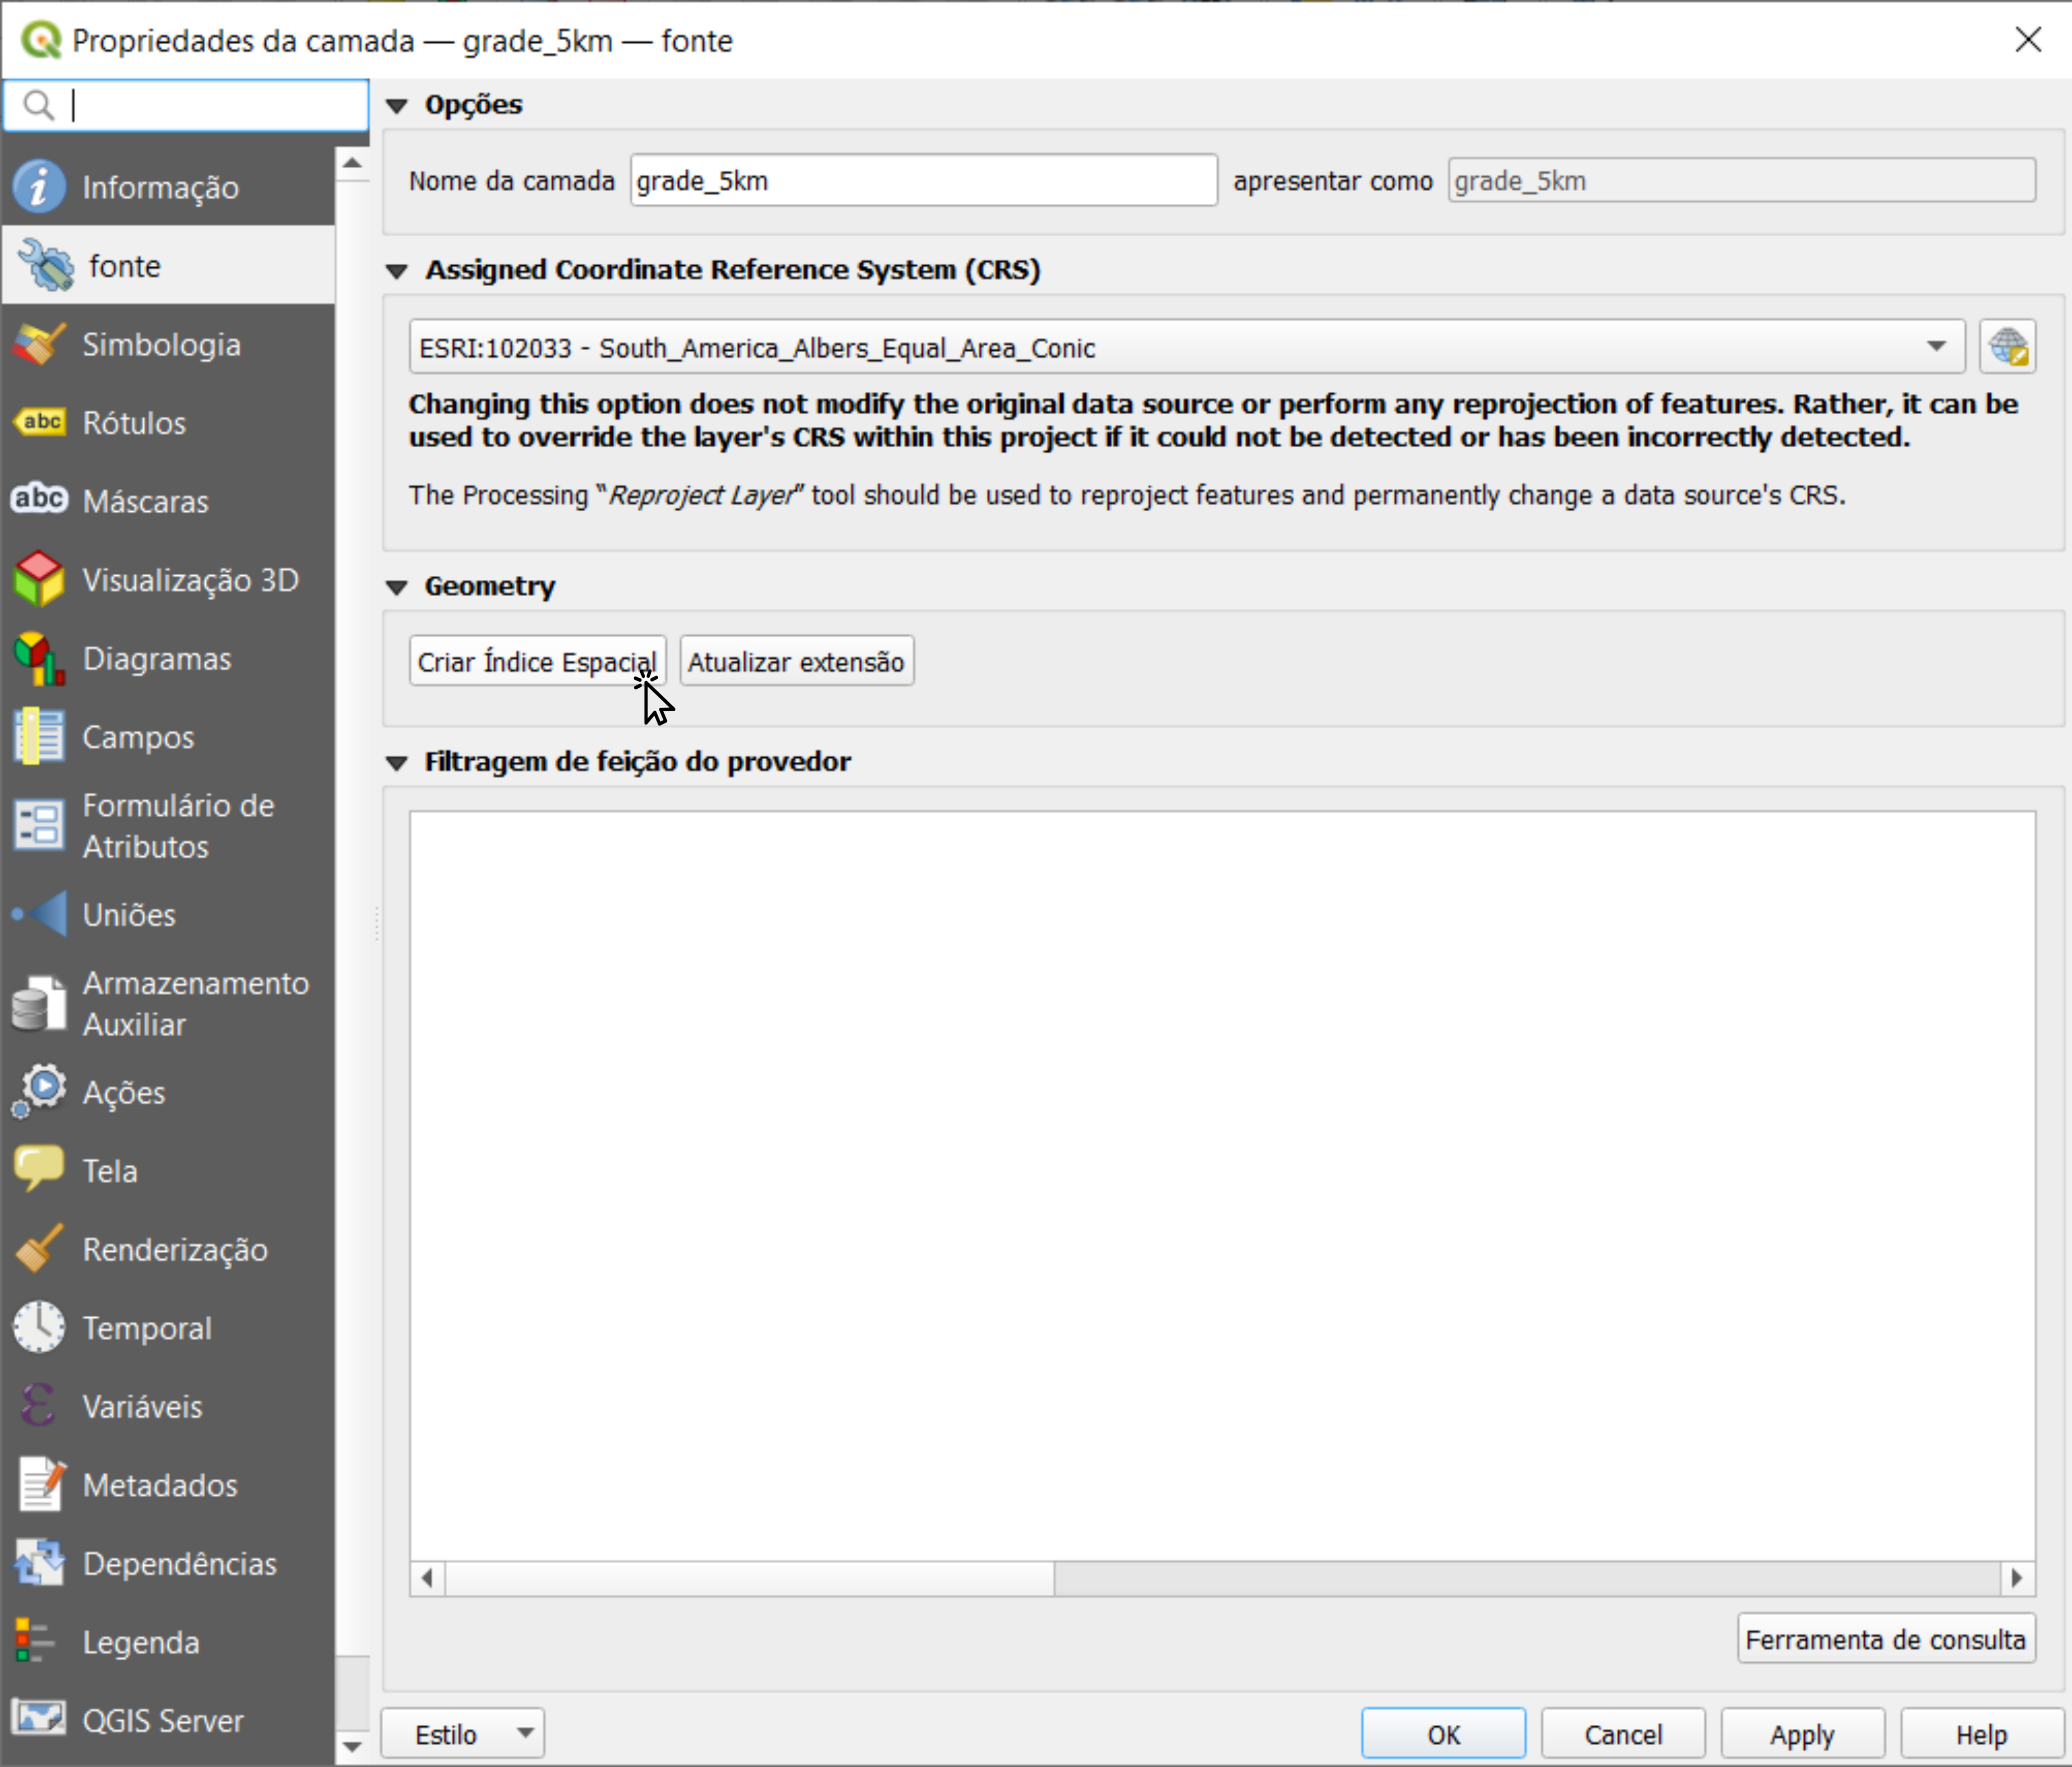 Propriedades da camada — grade_5km — fonte
Informação
fonte
Simbologia
abc Rótulos
abc Máscaras
Visualização 3D
Diagramas
Campos
Formulário de
Atributos
Uniões
Armazenamento
Auxiliar
Ações
Tela
Renderização
Temporal
Variáveis
Metadados
Dependências
Legenda
QGIS Server
Opções
Nome da camada grade_5km apresentar como grade_5km
Assigned Coordinate Reference System (CRS)
ESRI:102033 - South_America_Albers_Equal_Area_Conic
Changing this option does not modify the original data source or perform any reprojection of features. Rather, it can be
used to override the layer's CRS within this project if it could not be detected or has been incorrectly detected.
The Processing “Reproject Layer” tool should be used to reproject features and permanently change a data source's CRS.
Geometry
Criar Índice Espacial Atualizar extensão
Filtragem de feição do provedor
Ferramenta de consulta
Estilo OK Cancel Apply Help